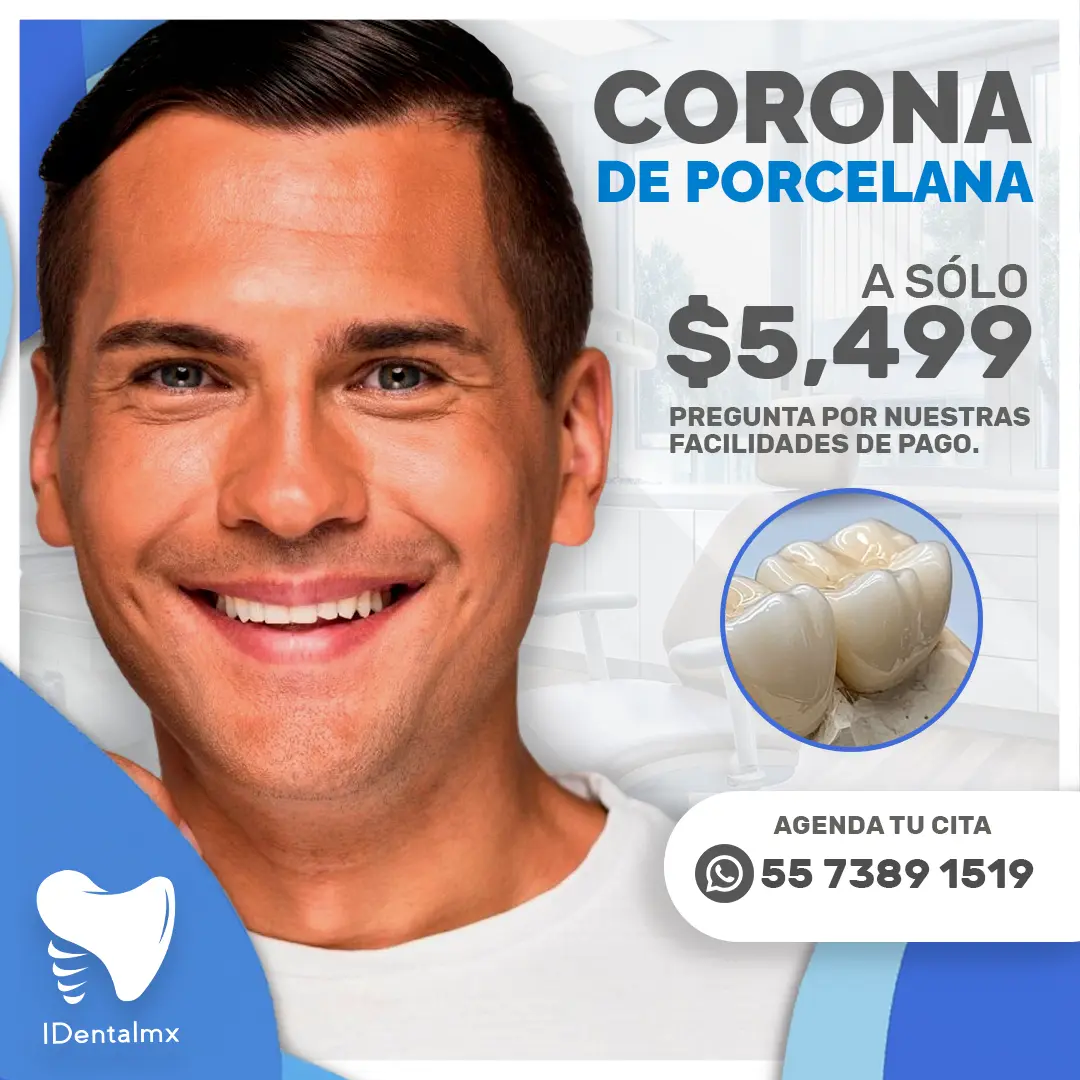 CORONA
DE PORCELANA
A SÓLO
$5,499
PREGUNTA POR NUESTRAS
FACILIDADES DE PAGO.
AGENDA TU CITA
55 7389 1519
IDentalmx